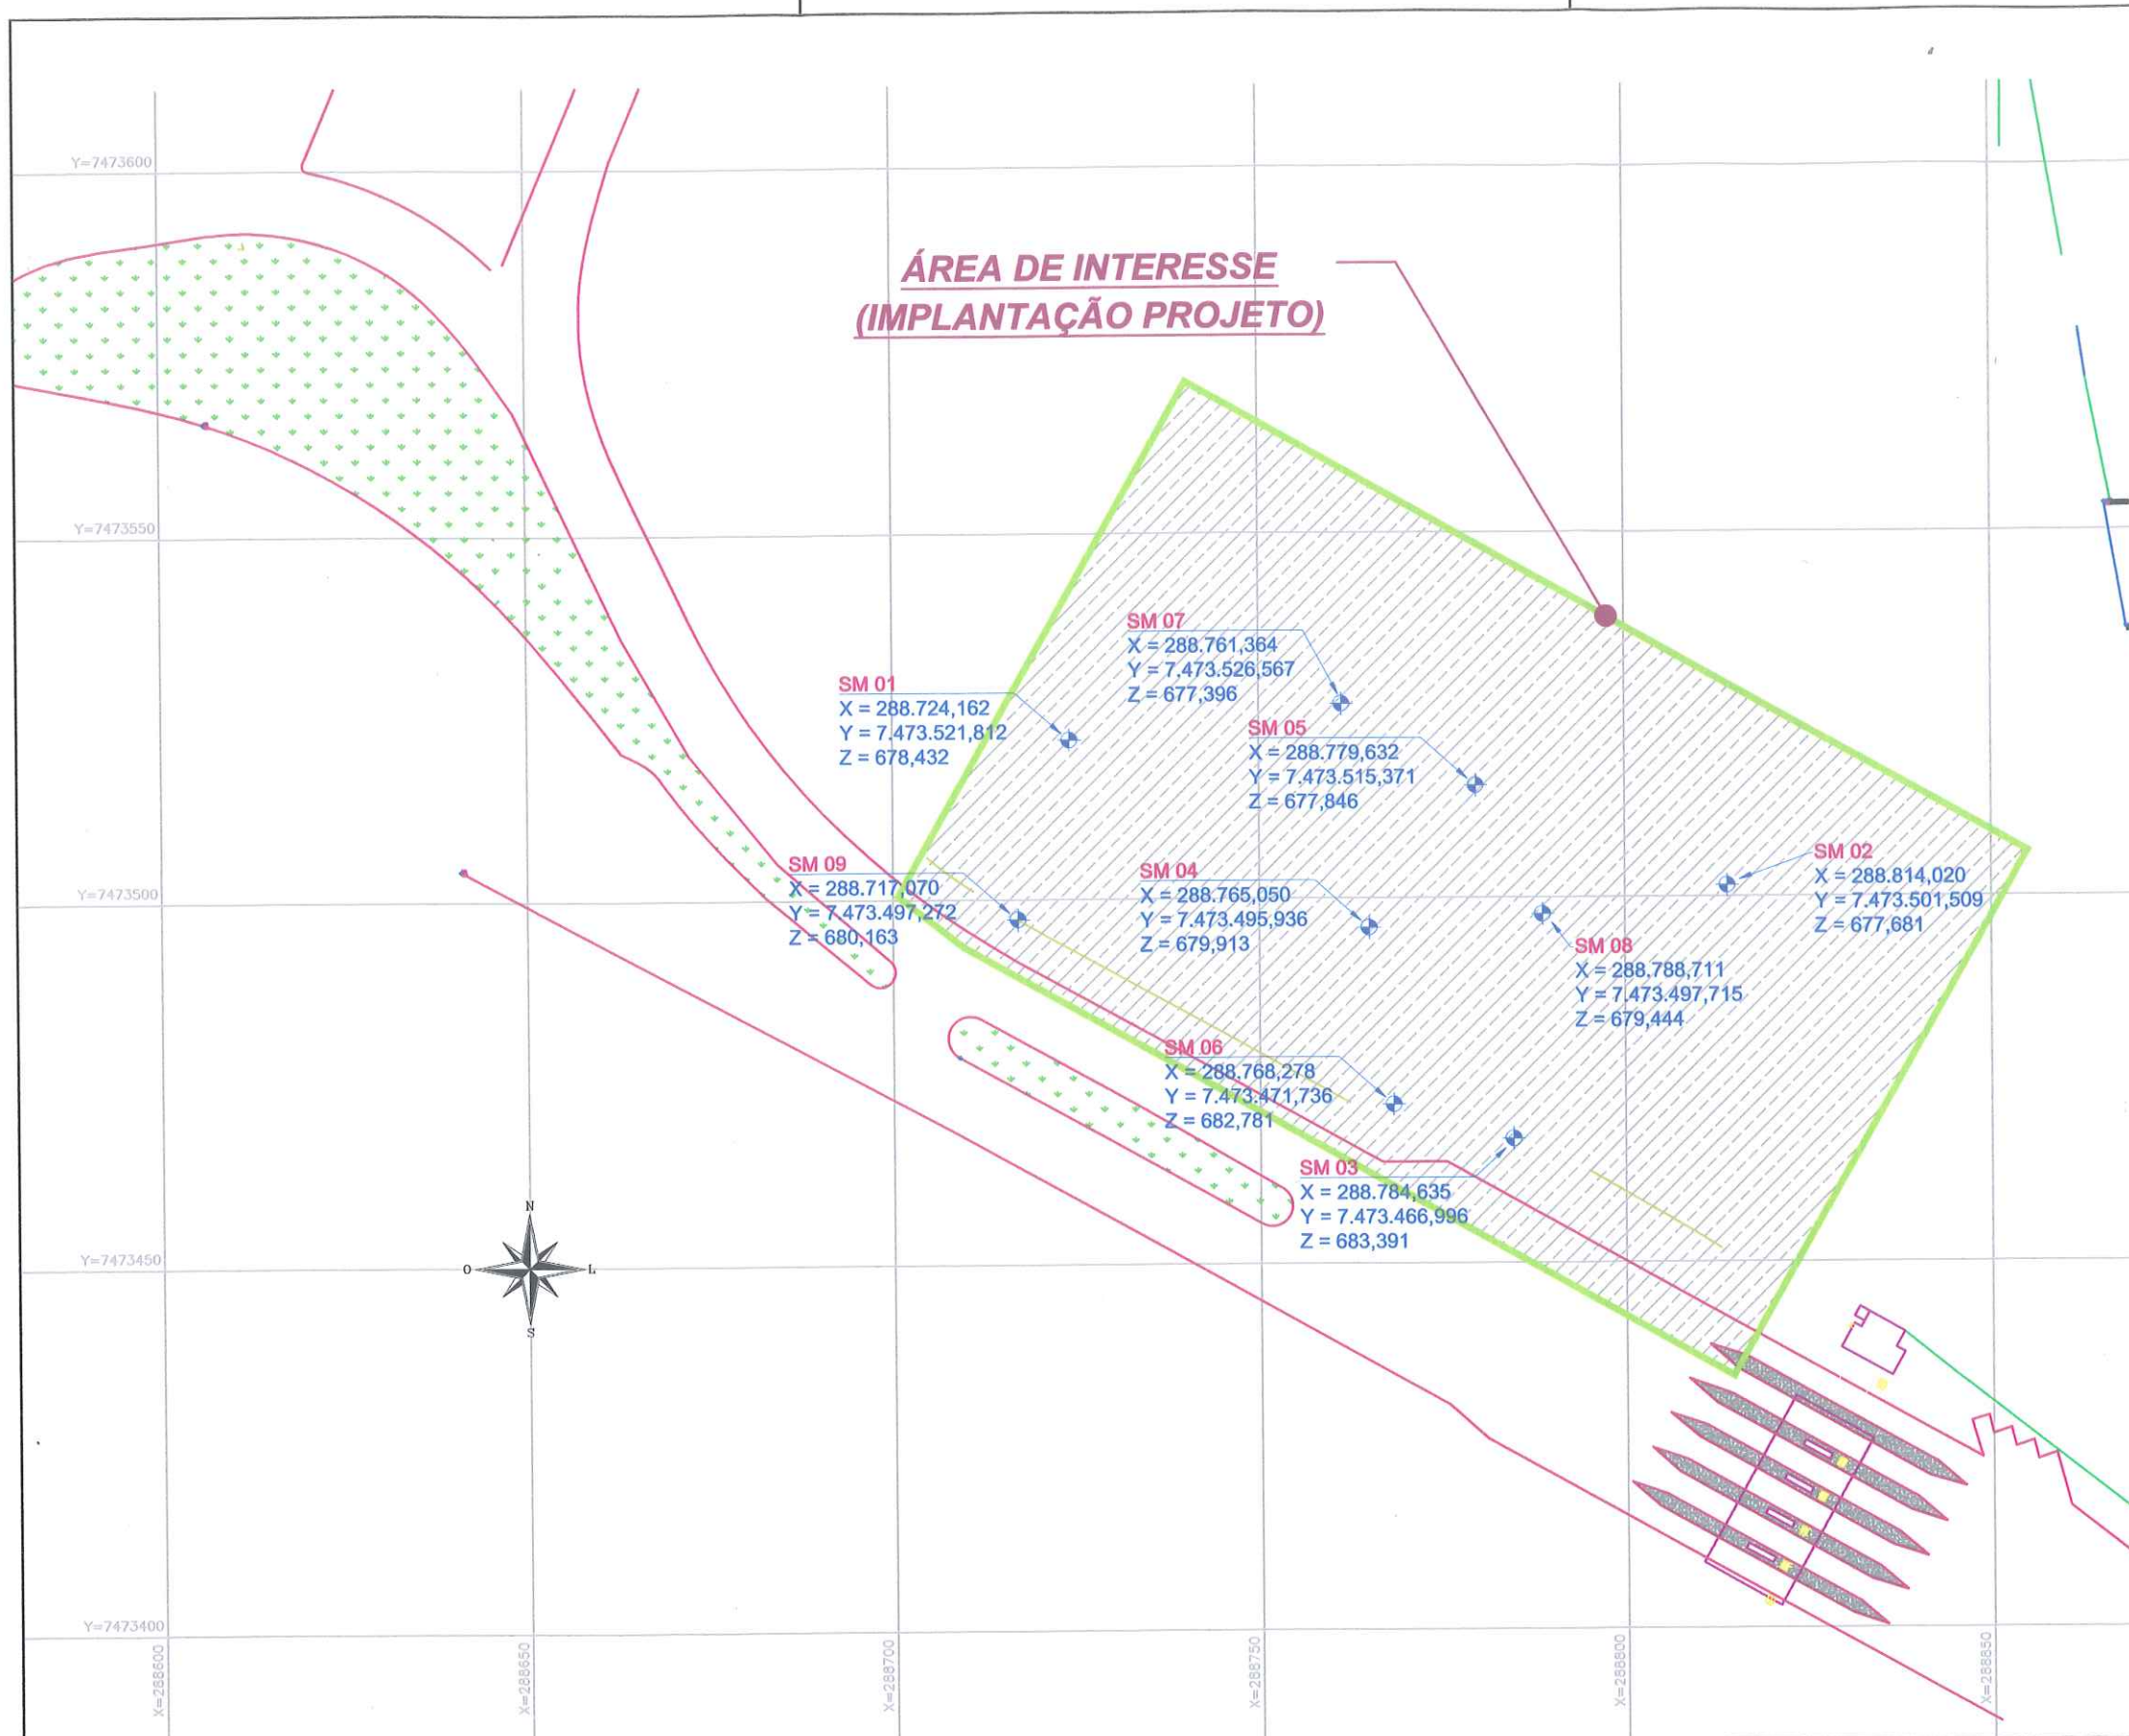 Y=7473600
ÁREA DE INTERESSE
(IMPLANTAÇÃO PROJETO)
Y=7473550
SM 07
X = 288.761,364
Y = 7.473.526,567
Z = 677,396
SM 01
X = 288.724,162
Y = 7.473.521,812
Z = 678,432
SM 05
X = 288.779,632
Y = 7.473.515,371
Z = 677,846
SM 02
X = 288.814,020
Y = 7.473.501,509
Z = 677,681
SM 09
X = 288.717,070
Y = 7.473.497,272
Z = 680,163
SM 04
X = 288.765,050
Y = 7.473.495,936
Z = 679,913
Y=7473500
SM 08
X = 288.788,711
Y = 7.473.497,715
Z = 679,444
SM 06
X = 288.768,278
Y = 7.473.471,736
Z = 682,781
SM 03
X = 288.784,635
Y = 7.473.466,996
Z = 683,391
N
Y=7473450
O
L
S
Y=7473400
X=288600
X=288650
X=288700
X=288750
X=288800
X=288850